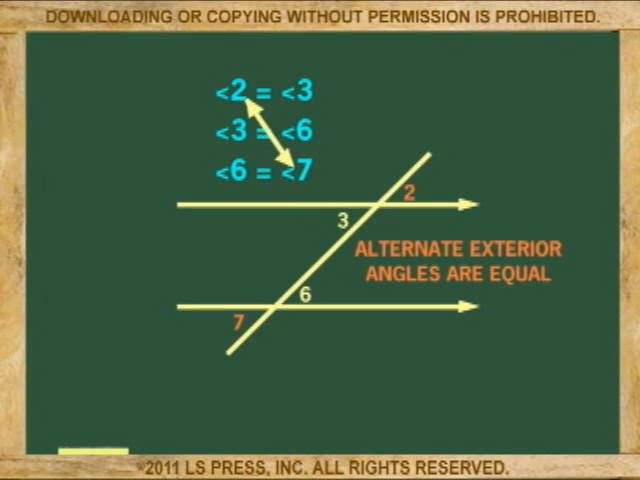 DOWNLOADING OR COPYING WITHOUT PERMISSION IS PROHIBITED.
<2 = <3
<3 = <6
<6 = <7
2
3
ALTERNATE EXTERIOR
ANGLES ARE EQUAL
6
7
©2011 LS PRESS, INC. ALL RIGHTS RESERVED.